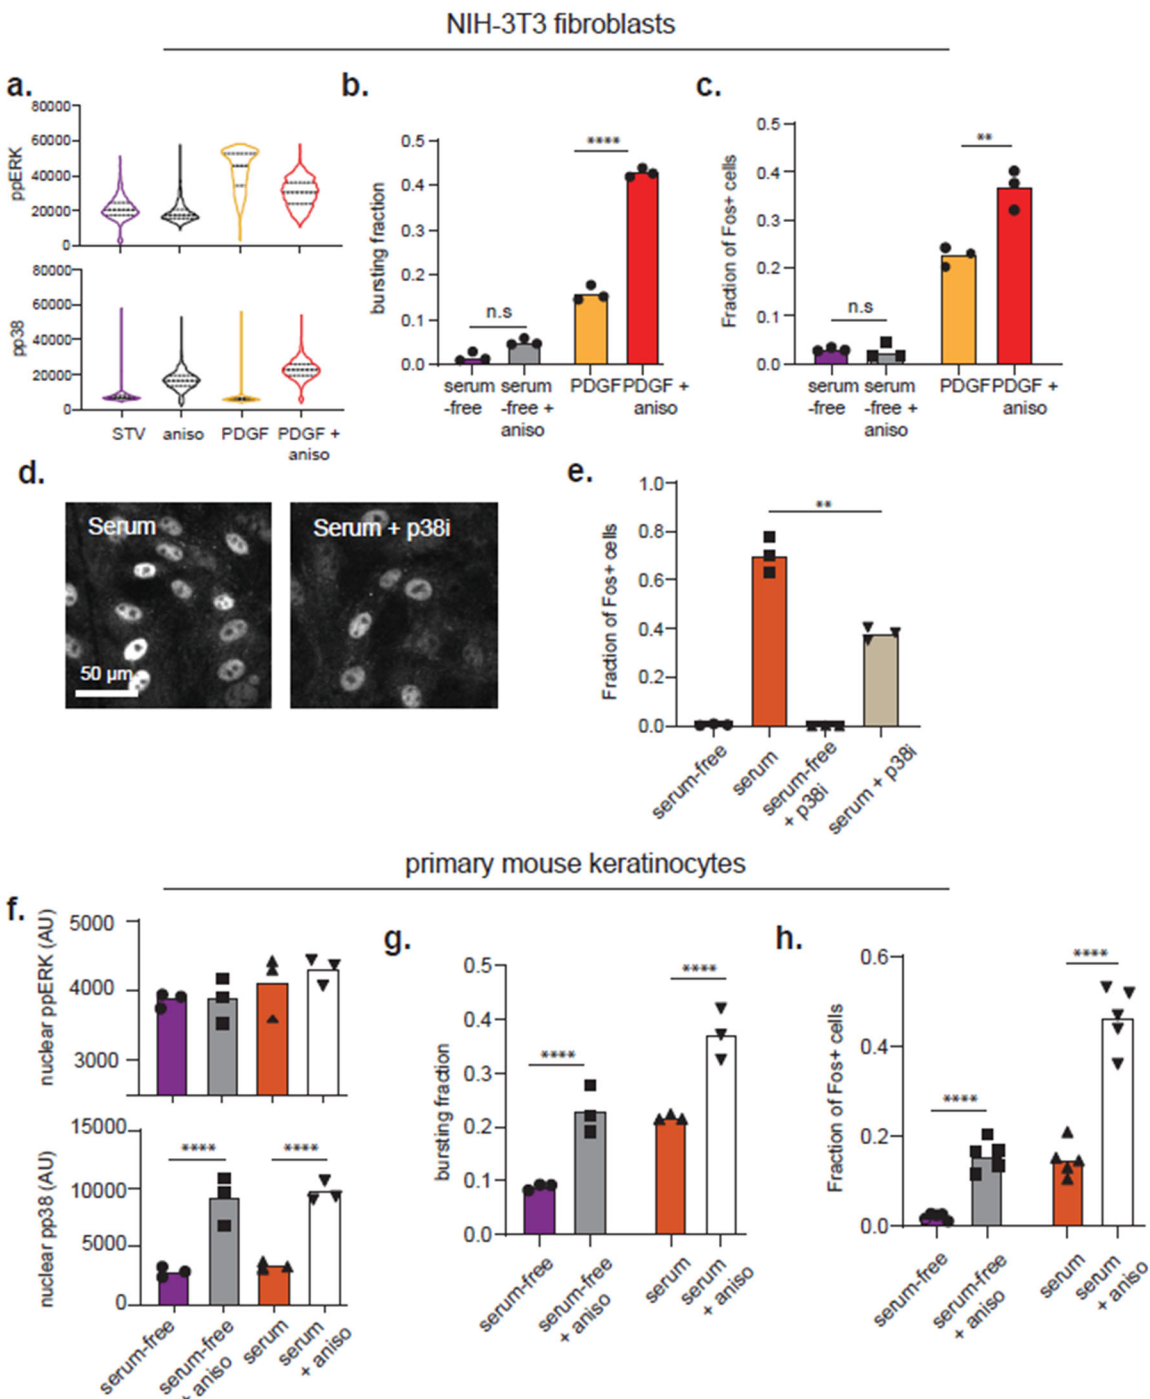 NIH-3T3 fibroblasts
a.
80000
60000
40000
20000
0
ppERK
80000
60000
40000
20000
0
pp38
STV
aniso
PDGF
PDGF +
aniso
b.
0.5
0.4
0.3
0.2
0.1
0.0
bursting fraction
n.s
****
serum
-free
serum
-free +
aniso
PDGF
PDGF +
aniso
c.
0.5
0.4
0.3
0.2
0.1
0.0
Fraction of Fos+ cells
n.s
**
serum
-free
serum
-free +
aniso
PDGF
PDGF +
aniso
d.
Serum
50 µm
Serum + p38i
e.
1.0
0.8
0.6
0.4
0.2
0.0
Fraction of Fos+ cells
**
serum-free
serum
serum-free
+ p38i
serum + p38i
primary mouse keratinocytes
f.
5000
4000
3000
nuclear ppERK (AU)
15000
10000
5000
0
nuclear pp38 (AU)
****
****
serum-free
serum-free
+ aniso
serum
serum
+ aniso
g.
0.5
0.4
0.3
0.2
0.1
0.0
bursting fraction
****
****
serum-free
serum-free
+ aniso
serum
serum
+ aniso
h.
0.6
0.4
0.2
0.0
Fraction of Fos+ cells
****
****
serum-free
serum-free
+ aniso
serum
serum
+ aniso